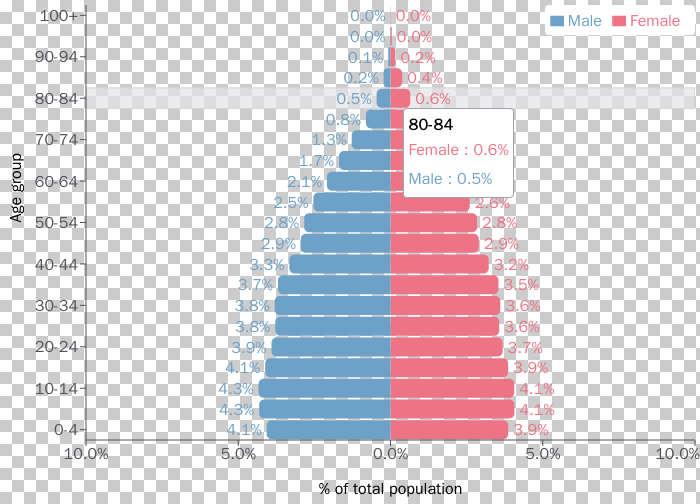 Male Female
100+ 0.0% 0.0%
0.0% 0.0%
90-94 0.1% 0.2%
0.2% 0.4%
80-84 0.5% 0.6%
0.8%
80-84
70-74 1.3%
Female : 0.6%
1.7%
60-64 2.1%
Male : 0.5%
2.5% 2.6%
50-54 2.8% 2.8%
2.9% 2.9%
40-44 3.3% 3.2%
3.7% 3.5%
30-34 3.8% 3.6%
3.8% 3.6%
20-24 3.9% 3.7%
4.1% 3.9%
10-14 4.3% 4.1%
4.3% 4.1%
0-4 4.1% 3.9%
10.0% 5.0% 0.0% 5.0% 10.0%
Age group
% of total population